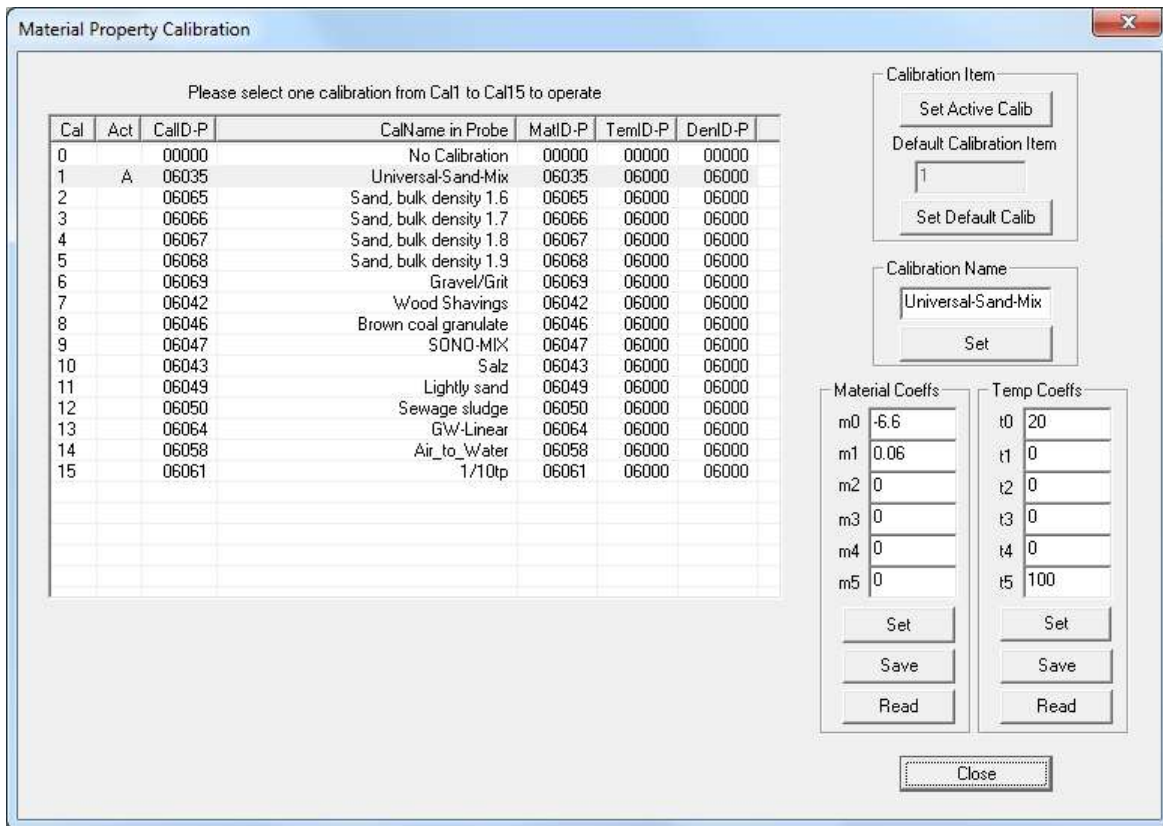 Material Property Calibration
Please select one calibration from Cal1 to Cal15 to operate
Cal Act CalID-P CalName in Probe MatID-P TemID-P DenID-P
0 00000 No Calibration 00000 00000 00000
1 A 06035 Universal-Sand-Mix 06035 06000 06000
2 06065 Sand, bulk density 1.6 06065 06000 06000
3 06066 Sand, bulk density 1.7 06066 06000 06000
4 06067 Sand, bulk density 1.8 06067 06000 06000
5 06068 Sand, bulk density 1.9 06068 06000 06000
6 06069 Gravel/Grit 06069 06000 06000
7 06042 Wood Shavings 06042 06000 06000
8 06046 Brown coal granulate 06046 06000 06000
9 06047 SONO-MIX 06047 06000 06000
10 06043 Salz 06043 06000 06000
11 06049 Lightly sand 06049 06000 06000
12 06050 Sewage sludge 06050 06000 06000
13 06064 GW-Linear 06064 06000 06000
14 06058 Air_to_Water 06058 06000 06000
15 06061 1/10tp 06061 06000 06000
Calibration Item
Set Active Calib
Default Calibration Item
1
Set Default Calib
Calibration Name
Universal-Sand-Mix
Set
Material Coeffs Temp Coeffs
m0 -6.6 t0 20
m1 0.06 t1 0
m2 0 t2 0
m3 0 t3 0
m4 0 t4 0
m5 0 t5 100
Set Set
Save Save
Read Read
Close